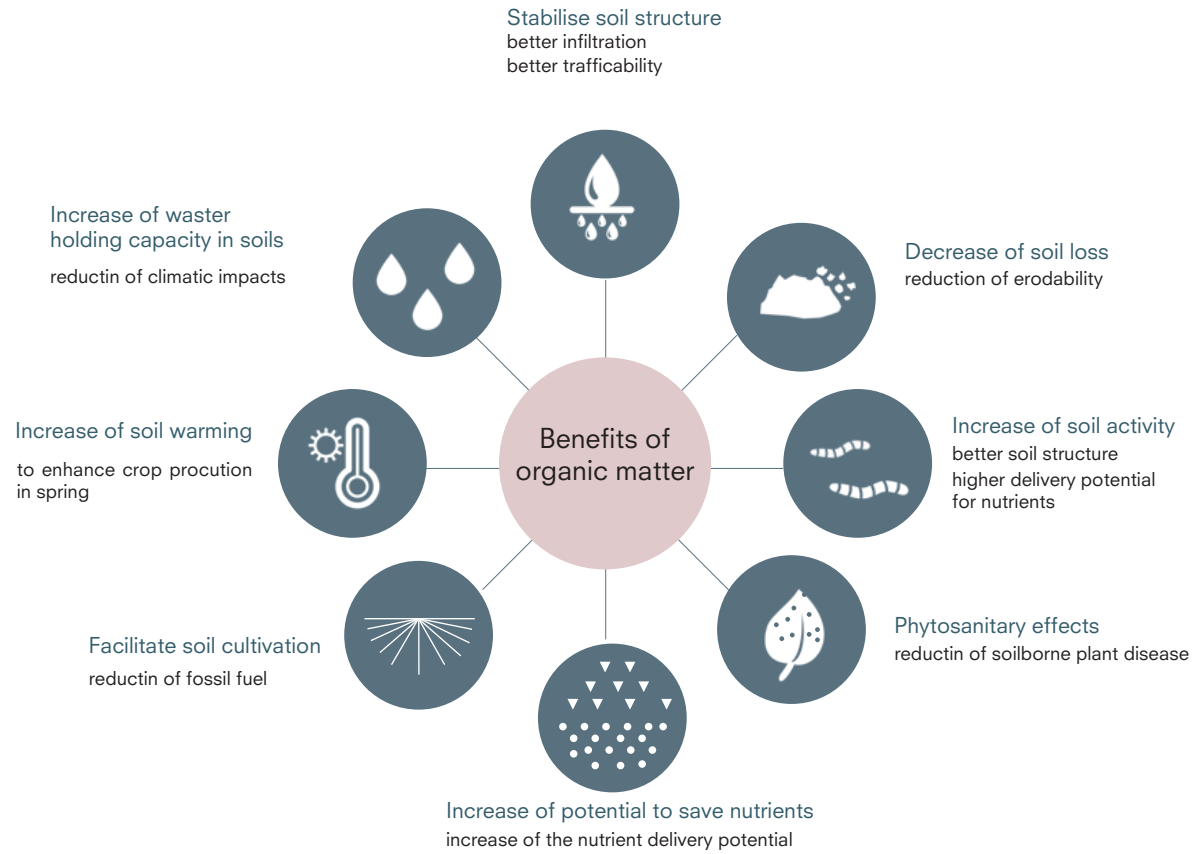 Stabilise soil structure
better infiltration
better trafficability
Increase of waster
holding capacity in soils
reductin of climatic impacts
Decrease of soil loss
reduction of erodability
Increase of soil warming
to enhance crop procution
in spring
Benefits of
organic matter
Increase of soil activity
better soil structure
higher delivery potential
for nutrients
Facilitate soil cultivation
reductin of fossil fuel
Phytosanitary effects
reductin of soilborne plant disease
Increase of potential to save nutrients
increase of the nutrient delivery potential